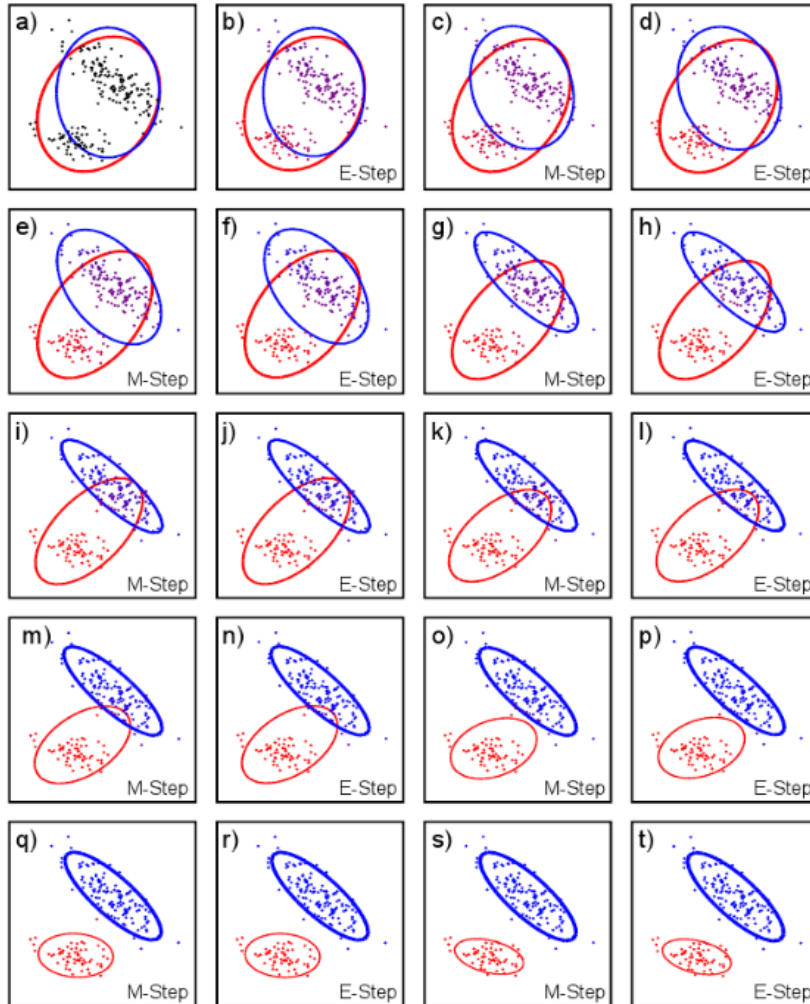 a) b) c) d)
E-Step M-Step E-Step
e) f) g) h)
M-Step E-Step M-Step E-Step
i) j) k) l)
M-Step E-Step M-Step E-Step
m) n) o) p)
M-Step E-Step M-Step E-Step
q) r) s) t)
M-Step E-Step M-Step E-Step